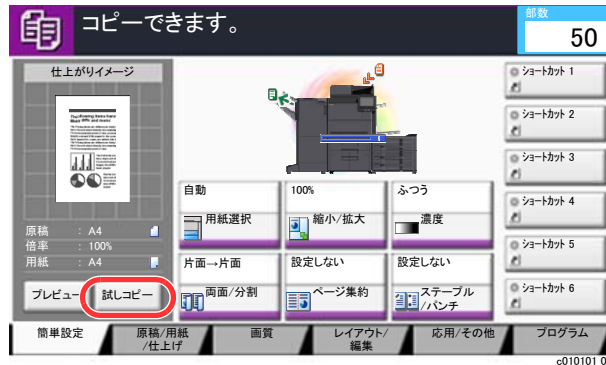 コピーできます。
部数
50
仕上がりイメージ
原稿 : A4
倍率 : 100%
用紙 : A4
プレビュー
試しコピー
自動
用紙選択
100%
縮小/拡大
ふつう
濃度
片面→片面
両面/分割
設定しない
ページ集約
設定しない
ステープル
/パンチ
ショートカット 1
ショートカット 2
ショートカット 3
ショートカット 4
ショートカット 5
ショートカット 6
簡単設定
原稿/用紙
/仕上げ
画質
レイアウト/
編集
応用/その他
プログラム
c010101 0